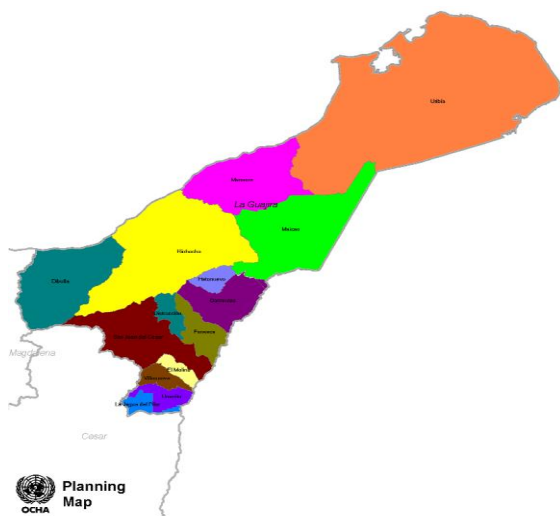 Uribia
Manaure
La Guajira
Maicao
Riohacha
Dibulla
Hatonuevo
Barrancas
Distracción
Fonseca
San Juan del Cesar
El Molino
Villanueva
Urumita
La Jagua del Pilar
Magdalena
Cesar
Planning
Map
OCHA